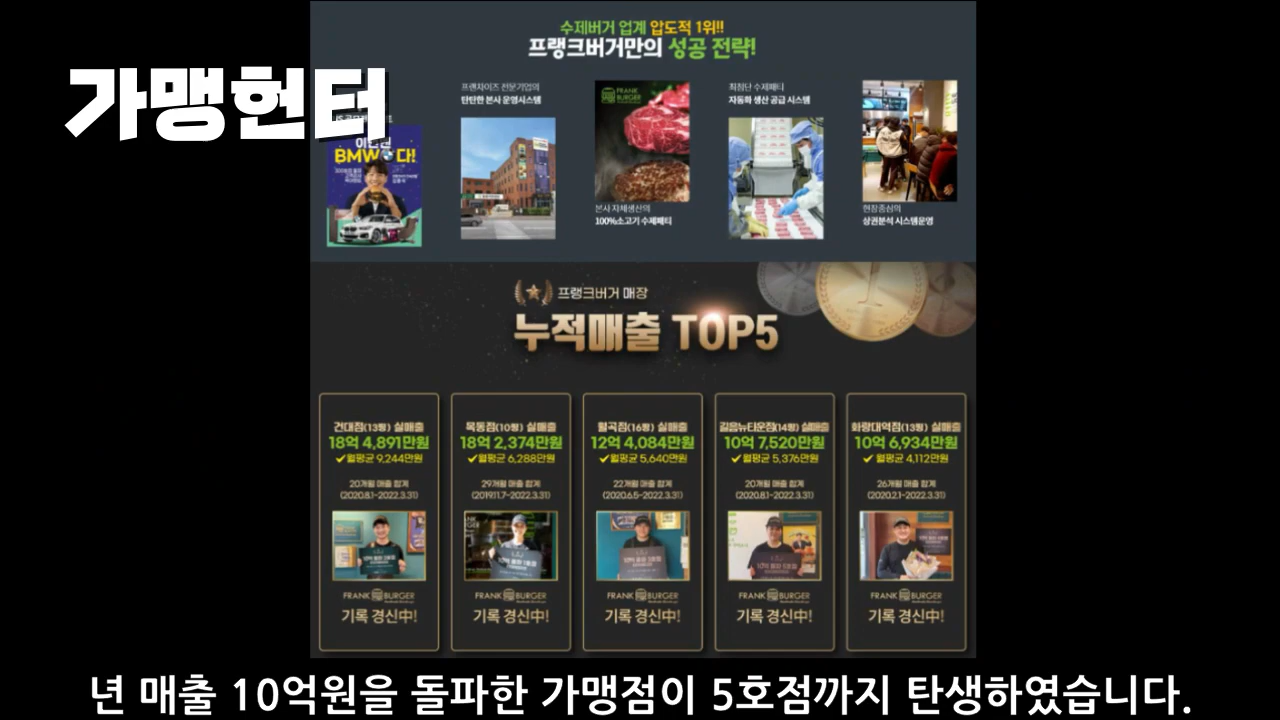 수제버거 업계 압도적 1위!!
프랭크버거만의 성공 전략!
가맹헌터
이번엔
BMW다!
프랜차이즈 전문기업의
탄탄한 본사 운영시스템
FRANK BURGER
본사 자체생산의
100%소고기 수제패티
최첨단 수제패티
자동화 생산 공급 시스템
현장중심의
상권분석 시스템운영
프랭크버거 매장
누적매출 TOP5
건대점(13평) 실매출
18억 4,891만원
월평균 9,244만원
20개월 매출 합계
(2020.8.1~2022.3.31)
FRANK BURGER
기록 경신中!
목동점(10평) 실매출
18억 2,374만원
월평균 6,288만원
29개월 매출 합계
(2019.11.7~2022.3.31)
FRANK BURGER
기록 경신中!
월곡점(16평) 실매출
12억 4,084만원
월평균 5,640만원
22개월 매출 합계
(2020.6.5~2022.3.31)
FRANK BURGER
기록 경신中!
길음뉴타운점(14평) 실매출
10억 7,520만원
월평균 5,376만원
20개월 매출 합계
(2020.8.1~2022.3.31)
FRANK BURGER
기록 경신中!
화랑대역점(13평) 실매출
10억 6,934만원
월평균 4,112만원
26개월 매출 합계
(2020.2.1~2022.3.31)
FRANK BURGER
기록 경신中!
년 매출 10억원을 돌파한 가맹점이 5호점까지 탄생하였습니다.